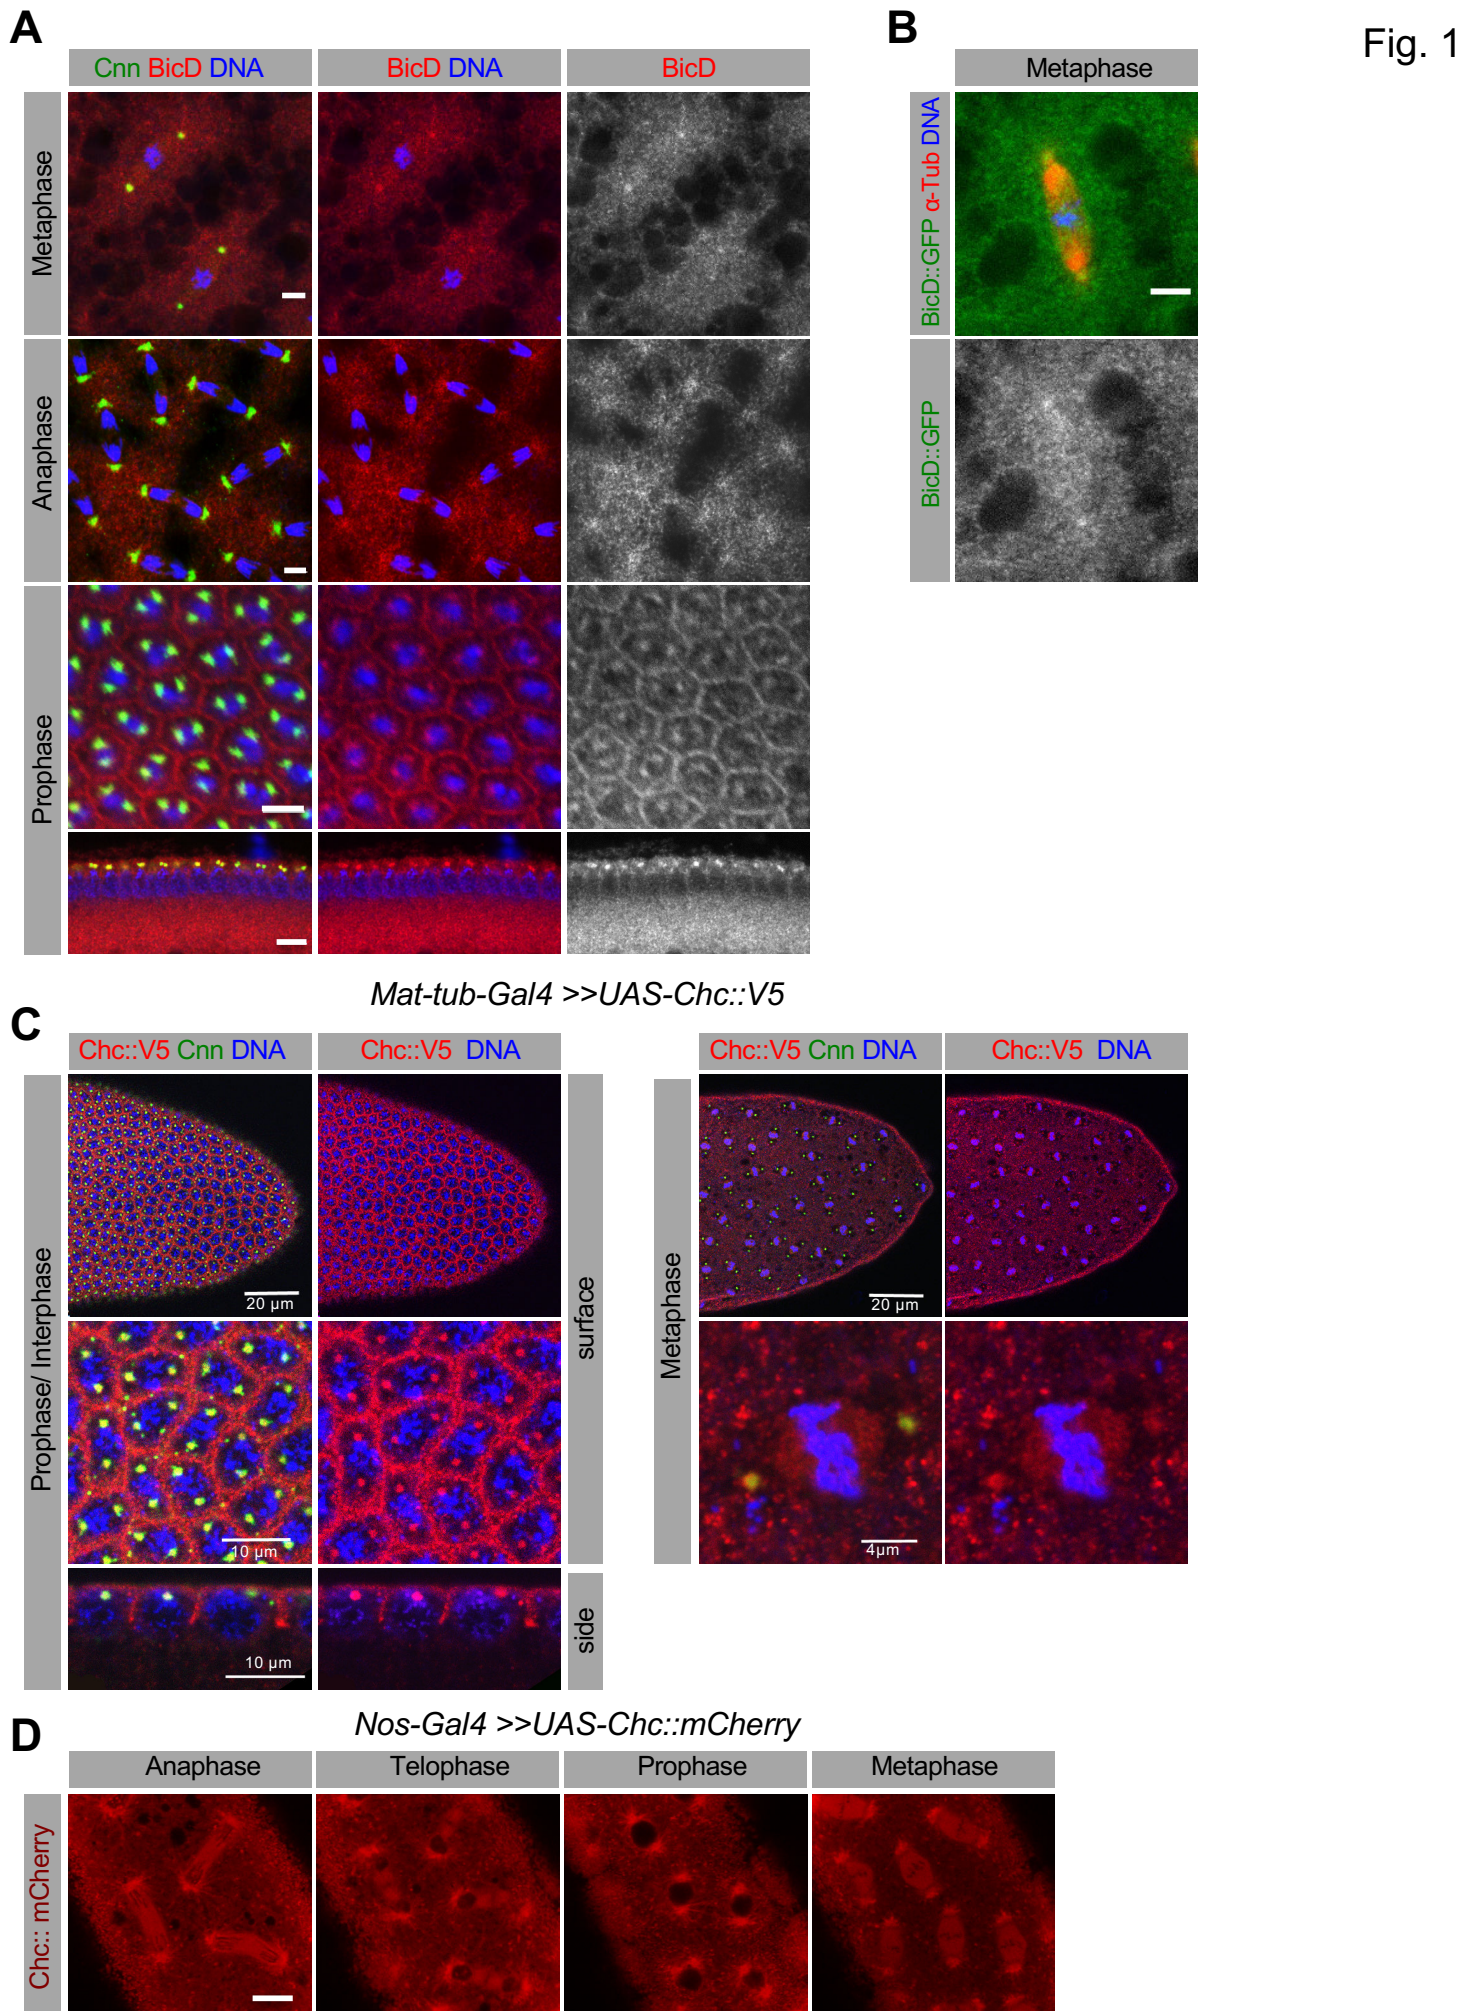 A
B
Fig. 1
Cnn BicD DNA
BicD DNA
BicD
Metaphase
Metaphase
Anaphase
Prophase
BicD::GFP α-Tub DNA
BicD::GFP
Mat-tub-Gal4 >>UAS-Chc::V5
C
Chc::V5 Cnn DNA
Chc::V5 DNA
Chc::V5 Cnn DNA
Chc::V5 DNA
Prophase/ Interphase
surface
side
Metaphase
20 µm
20 µm
10 µm
4µm
10 µm
Nos-Gal4 >>UAS-Chc::mCherry
D
Anaphase
Telophase
Prophase
Metaphase
Chc:: mCherry